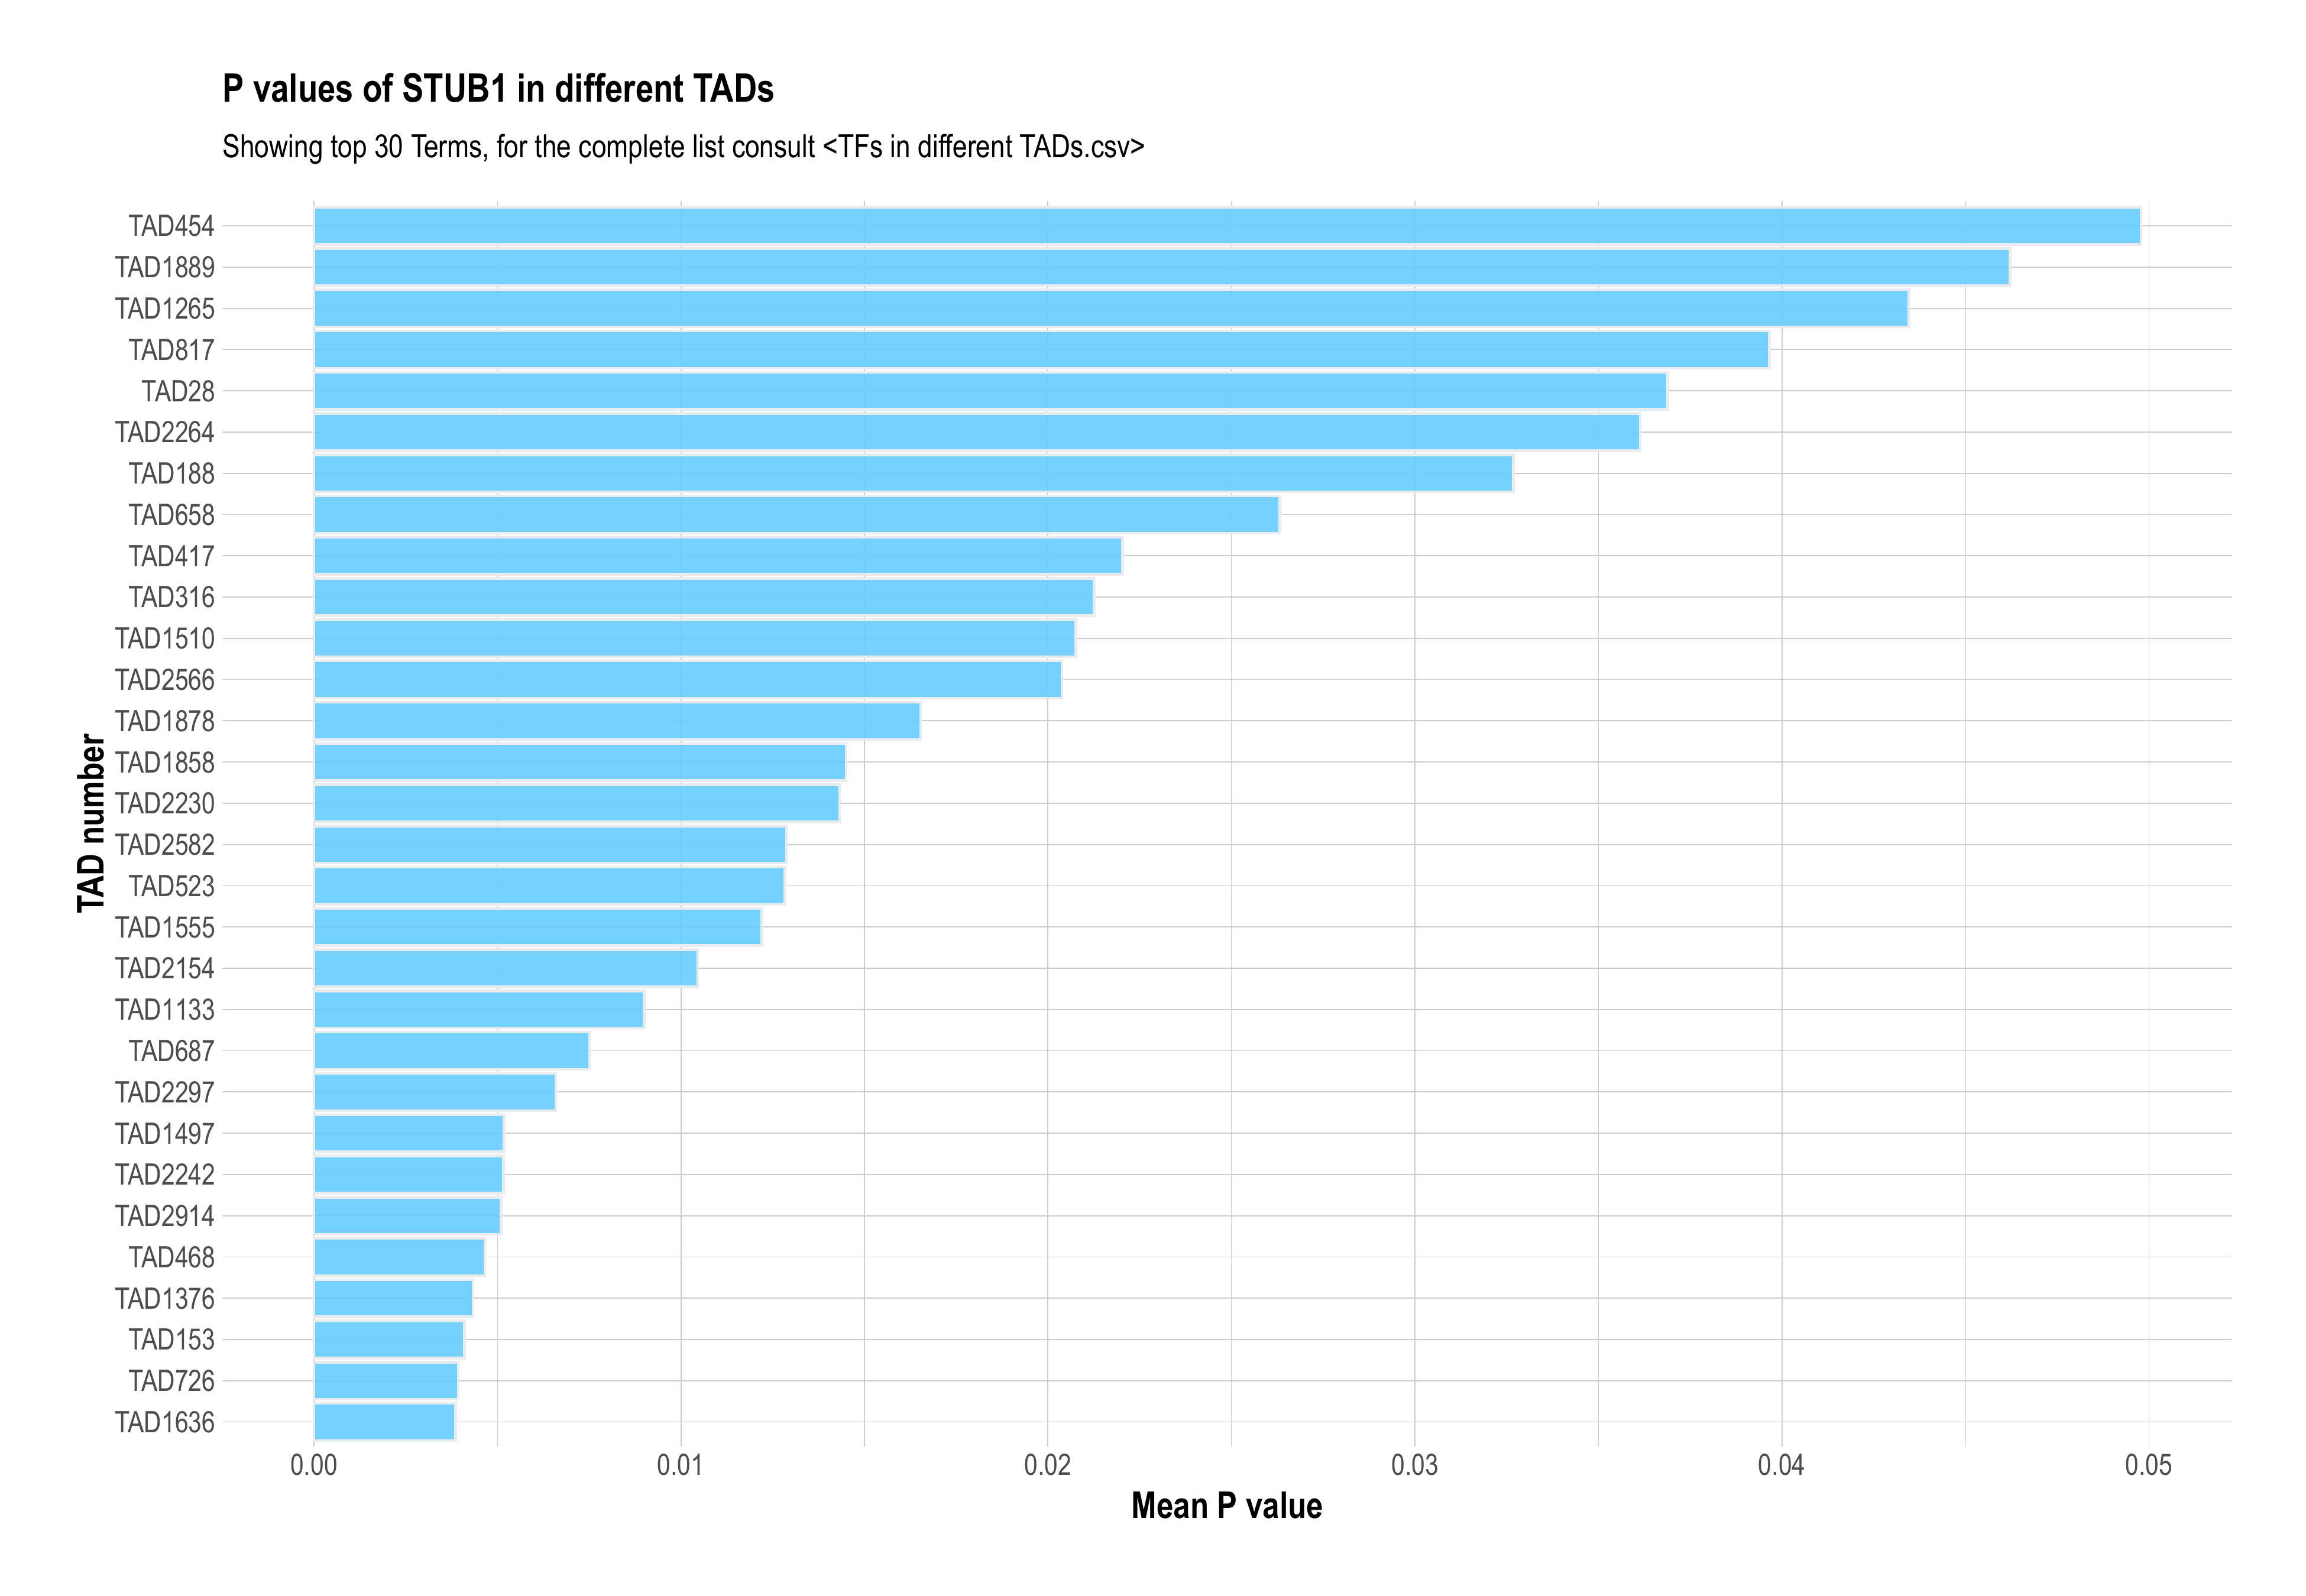 P values of STUB1 in different TADs
Showing top 30 Terms, for the complete list consult <TFs in different TADs.csv>
TAD number
TAD454
TAD1889
TAD1265
TAD817
TAD28
TAD2264
TAD188
TAD658
TAD417
TAD316
TAD1510
TAD2566
TAD1878
TAD1858
TAD2230
TAD2582
TAD523
TAD1555
TAD2154
TAD1133
TAD687
TAD2297
TAD1497
TAD2242
TAD2914
TAD468
TAD1376
TAD153
TAD726
TAD1636
0.00 0.01 0.02 0.03 0.04 0.05
Mean P value